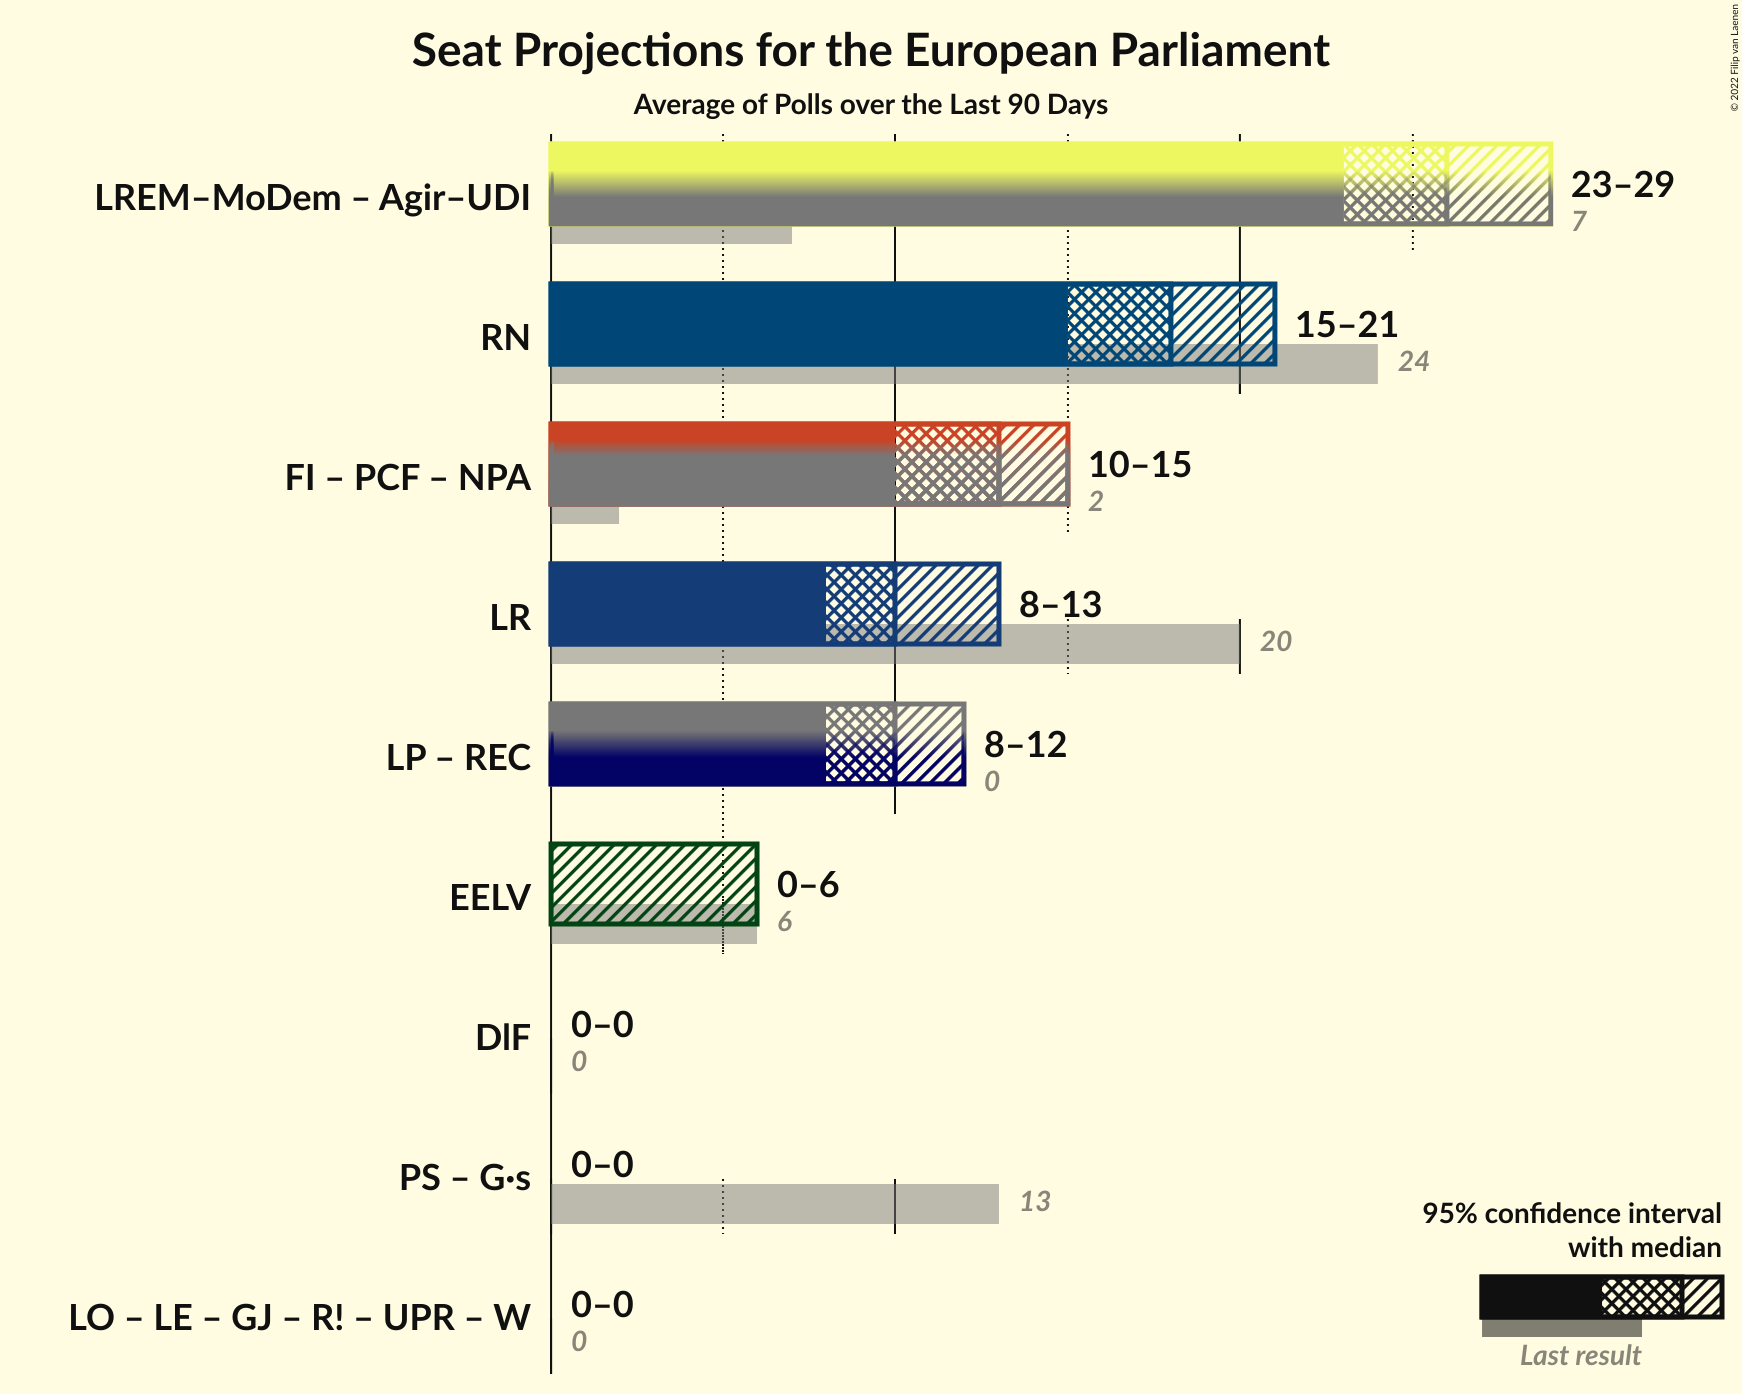 Seat Projections for the European Parliament
Average of Polls over the Last 90 Days
© 2022 Filip van Laenen
LREM–MoDem – Agir–UDI
23–29
7
RN
15–21
24
FI – PCF – NPA
10–15
2
LR
8–13
20
LP – REC
8–12
0
EELV
0–6
6
DlF
0–0
0
PS – G·s
0–0
13
LO – LE – GJ – R! – UPR – W
0–0
0
95% confidence interval
with median
Last result